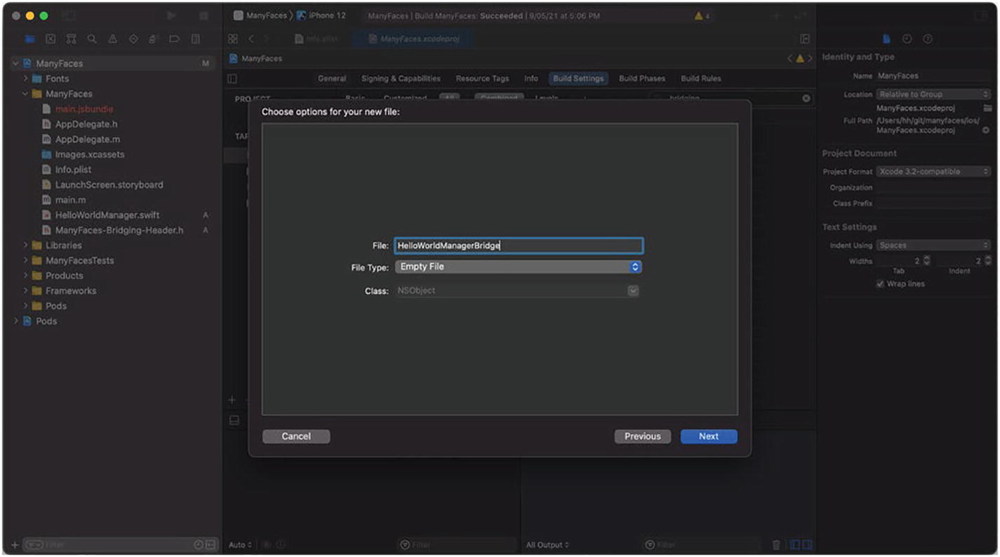 ManyFaces 〉 iPhone 12
ManyFaces | Build ManyFaces: Succeeded | 9/05/21 at 5:06 PM
4
Info.plist
ManyFaces.xcodeproj
ManyFaces M
Fonts
ManyFaces
main.jsbundle
AppDelegate.h
AppDelegate.m
Images.xcassets
Info.plist
LaunchScreen.storyboard
main.m
HelloWorldManager.swift A
ManyFaces-Bridging-Header.h A
Libraries
ManyFacesTests
Products
Frameworks
Pods
Pods
Filter
ManyFaces
General Signing & Capabilities Resource Tags Info Build Settings Build Phases Build Rules
PROJECT Basic Customized All Combined Levels + bridging
Choose options for your new file:
File: HelloWorldManagerBridge
File Type: Empty File
Class: NSObject
Cancel Previous Next
Auto Filter All Output Filter
Identity and Type
Name ManyFaces
Location Relative to Group
ManyFaces.xcodeproj
Full Path /Users/hh/git/manyfaces/ios/
ManyFaces.xcodeproj
Project Document
Project Format Xcode 3.2-compatible
Organization
Class Prefix
Text Settings
Indent Using Spaces
Widths 2 2
Tab Indent
Wrap lines